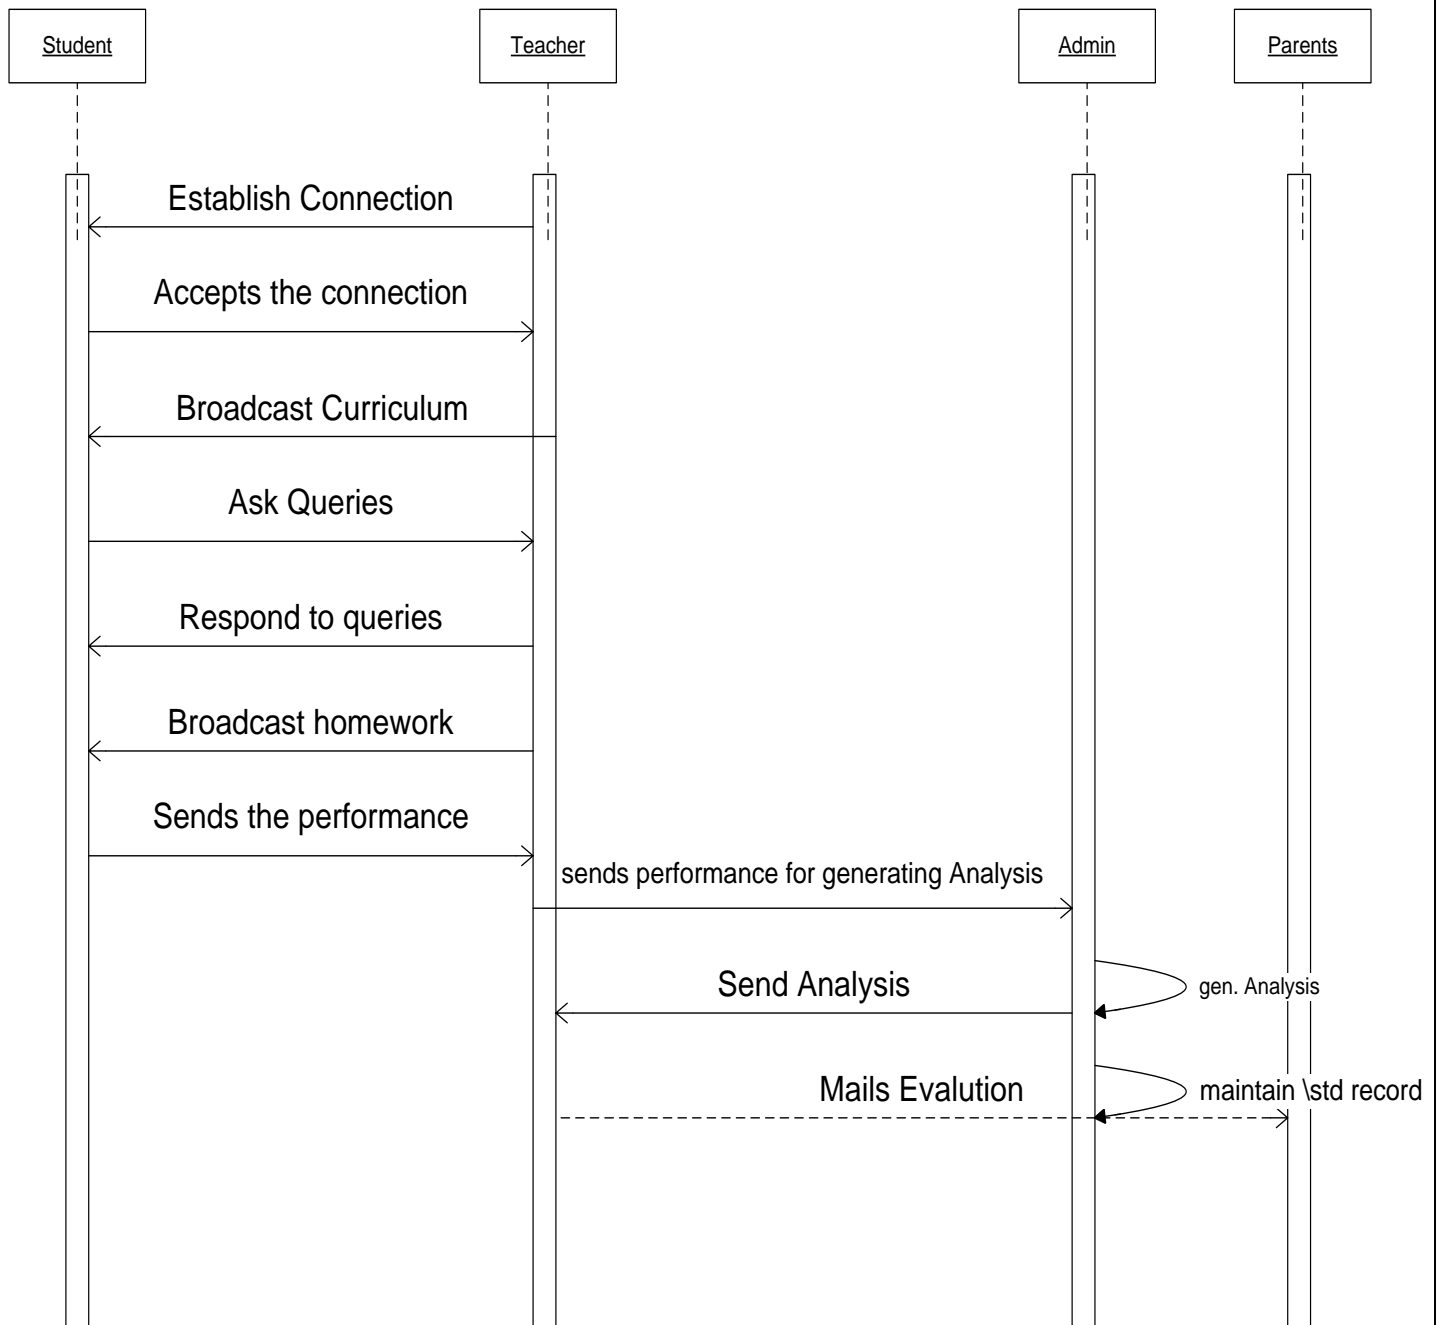 Student
Teacher
Admin
Parents
Establish Connection
Accepts the connection
Broadcast Curriculum
Ask Queries
Respond to queries
Broadcast homework
Sends the performance
sends performance for generating Analysis
Send Analysis
gen. Analysis
Mails Evalution
maintain \std record